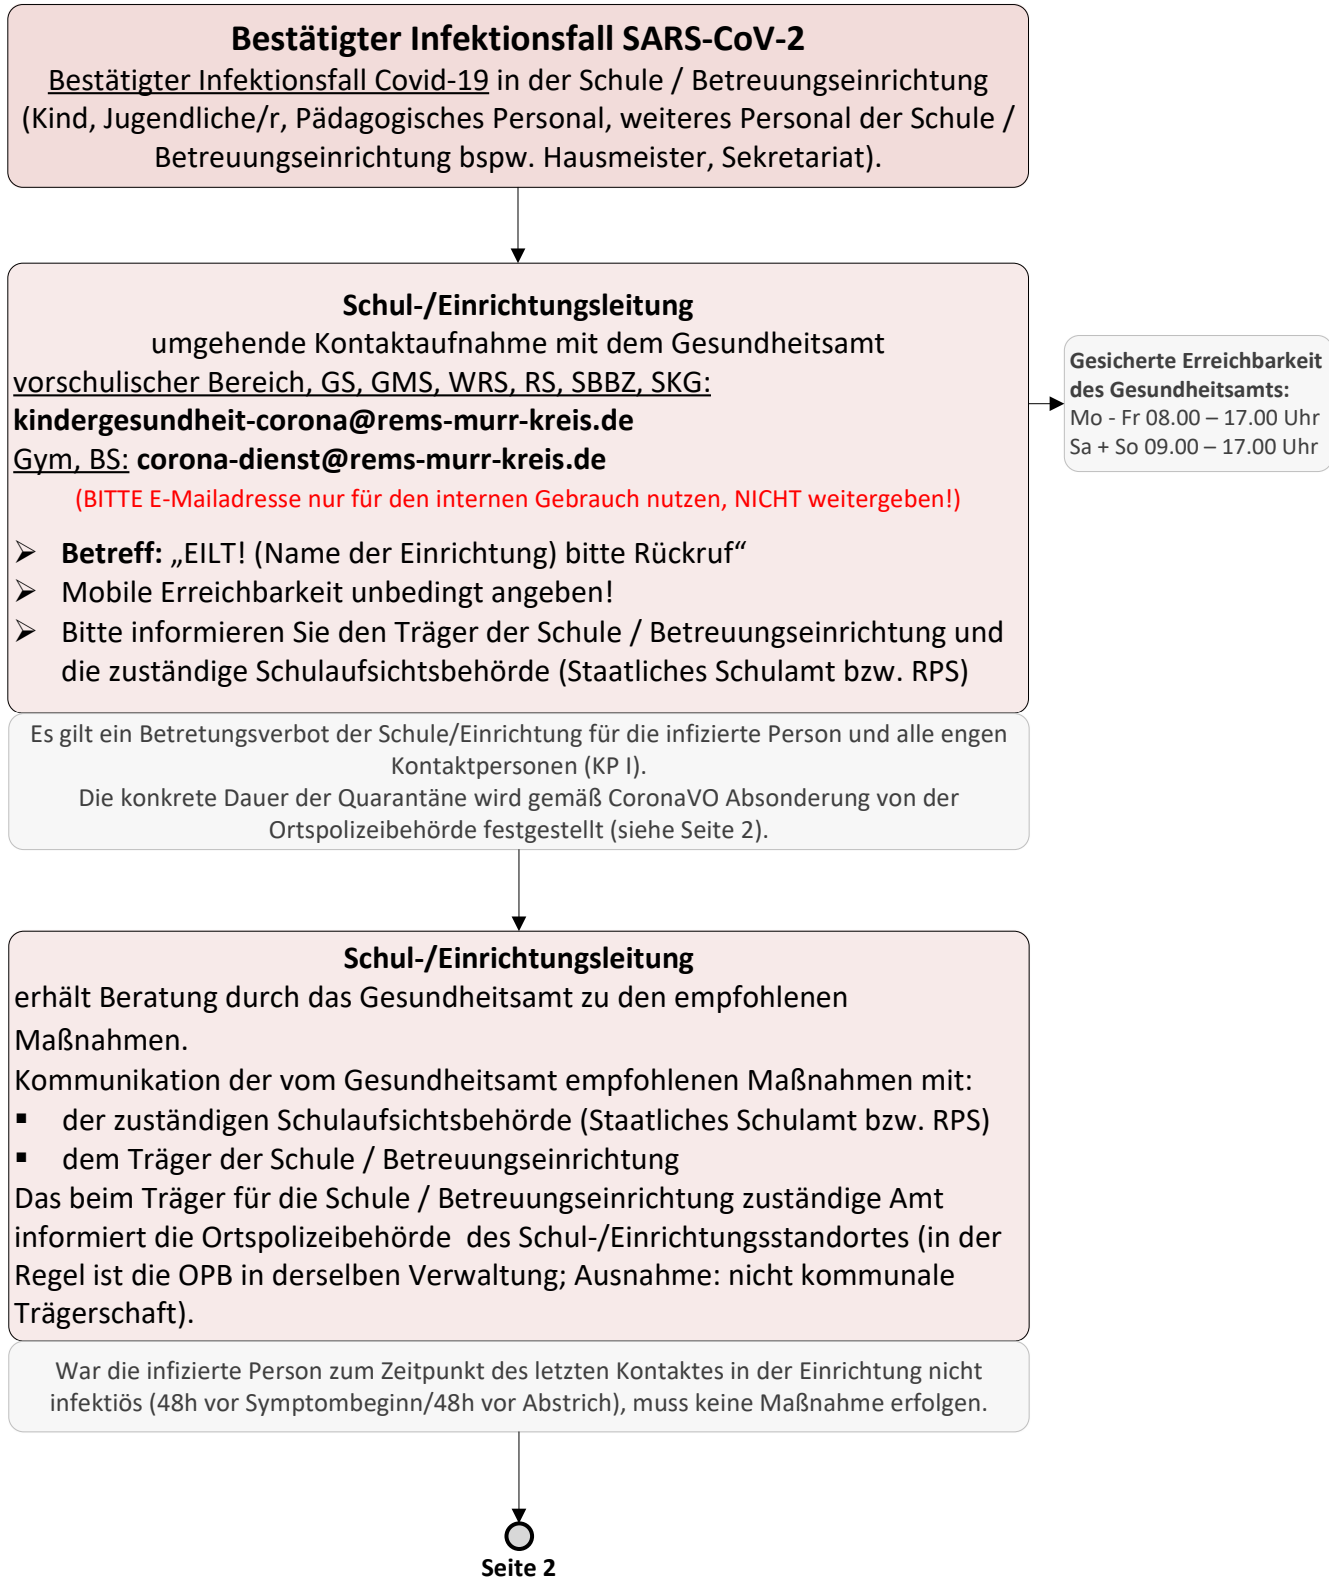 Bestätigter Infektionsfall SARS-CoV-2
Bestätigter Infektionsfall Covid-19 in der Schule / Betreuungseinrichtung
(Kind, Jugendliche/r, Pädagogisches Personal, weiteres Personal der Schule /
Betreuungseinrichtung bspw. Hausmeister, Sekretariat).
Schul-/Einrichtungsleitung
umgehende Kontaktaufnahme mit dem Gesundheitsamt
vorschulischer Bereich, GS, GMS, WRS, RS, SBBZ, SKG:
kindergesundheit-corona@rems-murr-kreis.de
Gym, BS: corona-dienst@rems-murr-kreis.de
(BITTE E-Mailadresse nur für den internen Gebrauch nutzen, NICHT weitergeben!)
➢ Betreff: „EILT! (Name der Einrichtung) bitte Rückruf“
➢ Mobile Erreichbarkeit unbedingt angeben!
➢ Bitte informieren Sie den Träger der Schule / Betreuungseinrichtung und
die zuständige Schulaufsichtsbehörde (Staatliches Schulamt bzw. RPS)
Gesicherte Erreichbarkeit
des Gesundheitsamts:
Mo - Fr 08.00 – 17.00 Uhr
Sa + So 09.00 – 17.00 Uhr
Es gilt ein Betretungsverbot der Schule/Einrichtung für die infizierte Person und alle engen
Kontaktpersonen (KP I).
Die konkrete Dauer der Quarantäne wird gemäß CoronaVO Absonderung von der
Ortspolizeibehörde festgestellt (siehe Seite 2).
Schul-/Einrichtungsleitung
erhält Beratung durch das Gesundheitsamt zu den empfohlenen
Maßnahmen.
Kommunikation der vom Gesundheitsamt empfohlenen Maßnahmen mit:
▪ der zuständigen Schulaufsichtsbehörde (Staatliches Schulamt bzw. RPS)
▪ dem Träger der Schule / Betreuungseinrichtung
Das beim Träger für die Schule / Betreuungseinrichtung zuständige Amt
informiert die Ortspolizeibehörde  des Schul-/Einrichtungsstandortes (in der
Regel ist die OPB in derselben Verwaltung; Ausnahme: nicht kommunale
Trägerschaft).
War die infizierte Person zum Zeitpunkt des letzten Kontaktes in der Einrichtung nicht
infektiös (48h vor Symptombeginn/48h vor Abstrich), muss keine Maßnahme erfolgen.
Seite 2